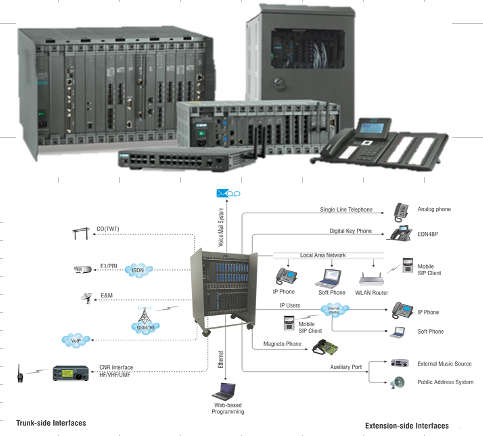 Voice Mail System
CO(TWT)
E1/PRI
ISDN
E&M
GSM/3G
VoIP
CNR Interface
HF/VHF/UHF
Ethernet
Web-based
Programming
Single Line Telephone
Analog phone
Digital Key Phone
EON48P
Local Area Network
IP Phone
Soft Phone
WLAN Router
Mobile
SIP Client
IP Users
IP Phone
Mobile
SIP Client
Soft Phone
Magneto Phone
Auxiliary Port
External Music Source
Public Address System
Trunk-side Interfaces
Extension-side Interfaces